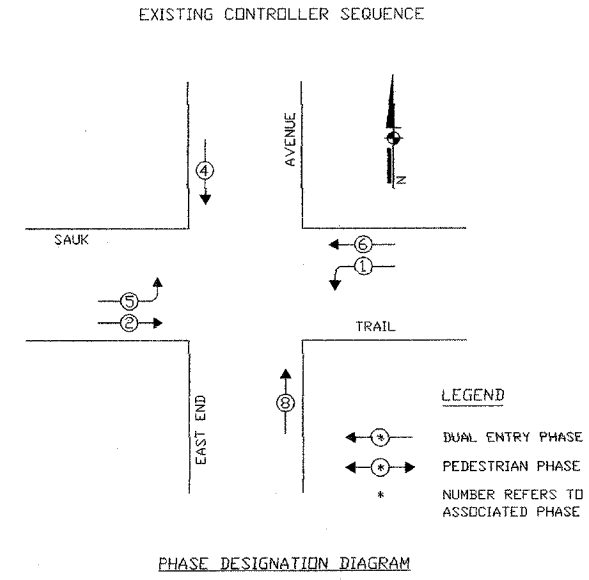 EXISTING CONTROLLER SEQUENCE
AVENUE
4
N
SAUK
6
1
5
2
TRAIL
8
EAST END
LEGEND
* DUAL ENTRY PHASE
* PEDESTRIAN PHASE
* NUMBER REFERS TO
ASSOCIATED PHASE
PHASE DESIGNATION DIAGRAM